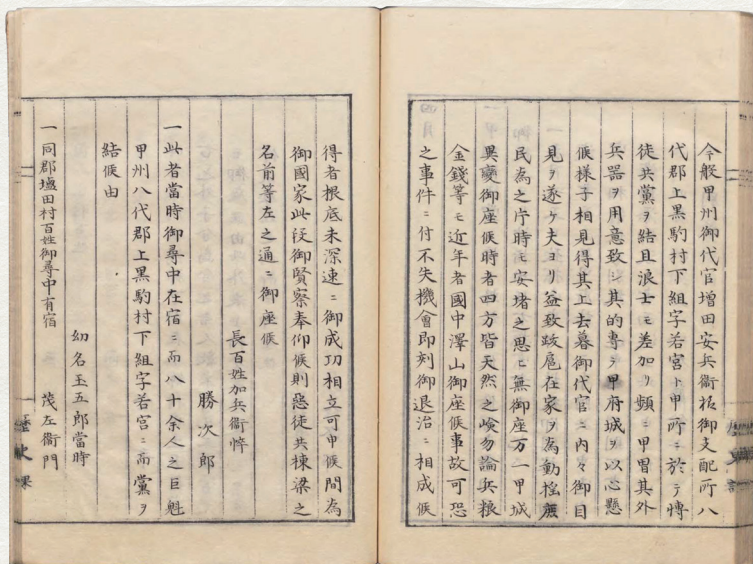 今般甲州御代官増田安兵衞様御支配所八
代郡上黒駒村下組字若宮ト申所ニ於テ博
徒共黨ヲ結且浪士モ差加リ頻ニ甲冑其外
兵器ヲ用意致シ其的専ラ甲府城ヲ以心懸
候様子相見得其上去暮御代官ニ内々御目
見ヲ遂ケ夫ヨリ益致跋扈在家ヲ為動揺
民為之片時モ安堵之思ヒ無御座万一甲城
異變御座候時者四方皆天然之嶮勿論兵粮
金錢等モ近年者國中澤山御座候事故可恐
之事件ニ付不失機會即刻御退治ニ相成候
得者根底未深速ニ御成功相立可申候間為
御國家此段御賢察奉仰候則惡徒共棟梁之
名前等左之通ニ御座候
長百姓加兵衞悴
勝次郎
一此者當時御尋中在宿ニ而八十余人之巨魁
甲州八代郡上黒駒村下組字若宮ニ而黨ヲ
結候由
幼名玉五郎當時
一同郡塩田村百姓御尋中有宿 茂左衞門
歴史課